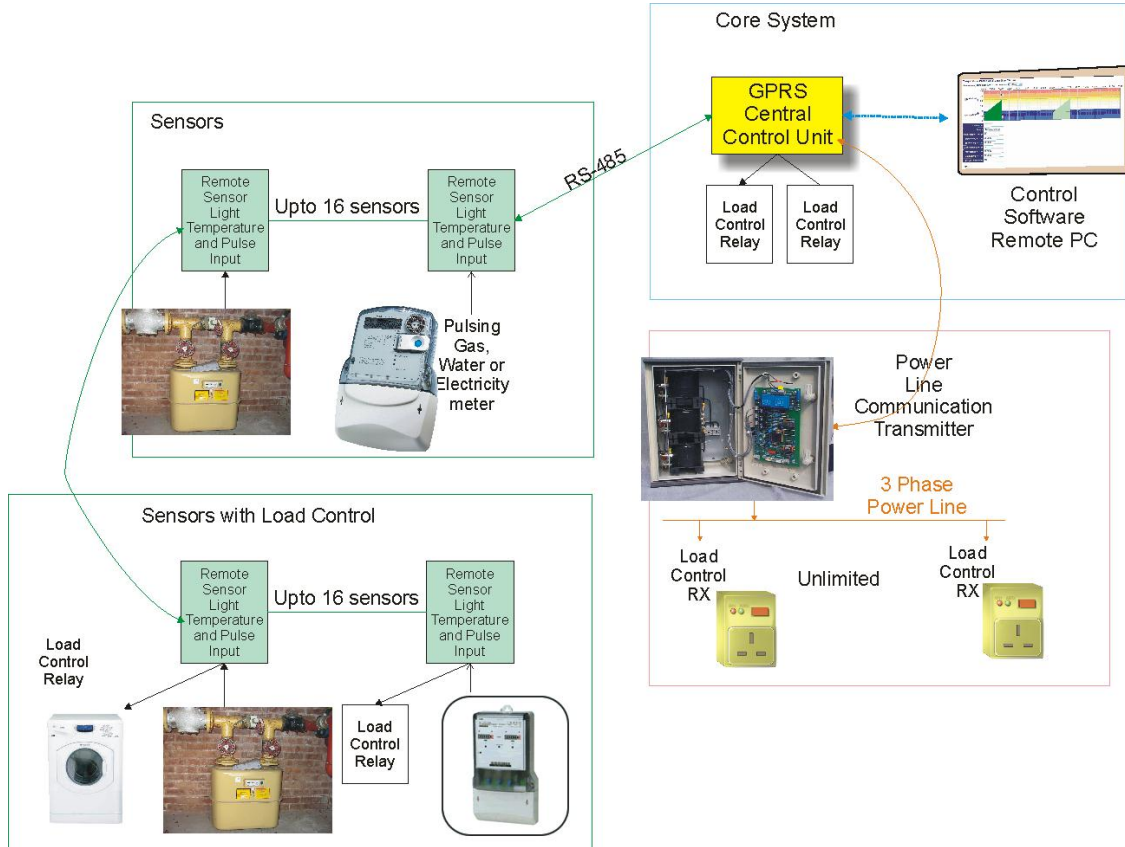 Core System
GPRS
Central
Control Unit
Load
Control
Relay
Load
Control
Relay
Control
Software
Remote PC
RS-485
Sensors
Remote
Sensor
Light
Temperature
and Pulse
Input
Upto 16 sensors
Remote
Sensor
Light
Temperature
and Pulse
Input
Pulsing
Gas,
Water or
Electricity
meter
Power
Line
Communication
Transmitter
3 Phase
Power Line
Load
Control
RX
Unlimited
Load
Control
RX
Sensors with Load Control
Remote
Sensor
Light
Temperature
and Pulse
Input
Upto 16 sensors
Remote
Sensor
Light
Temperature
and Pulse
Input
Load
Control
Relay
Load
Control
Relay